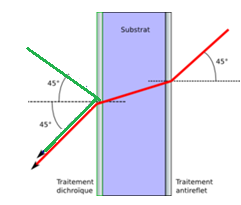 Substrat
45°
45°
45°
Traitement
dichroïque
Traitement
antireflet